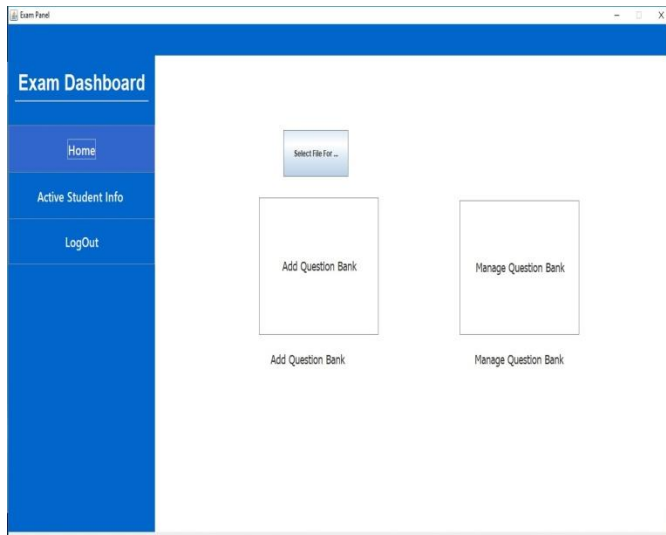 Exam Panel
Exam Dashboard
Home
Active Student Info
LogOut
Select File For ...
Add Question Bank
Manage Question Bank
Add Question Bank
Manage Question Bank